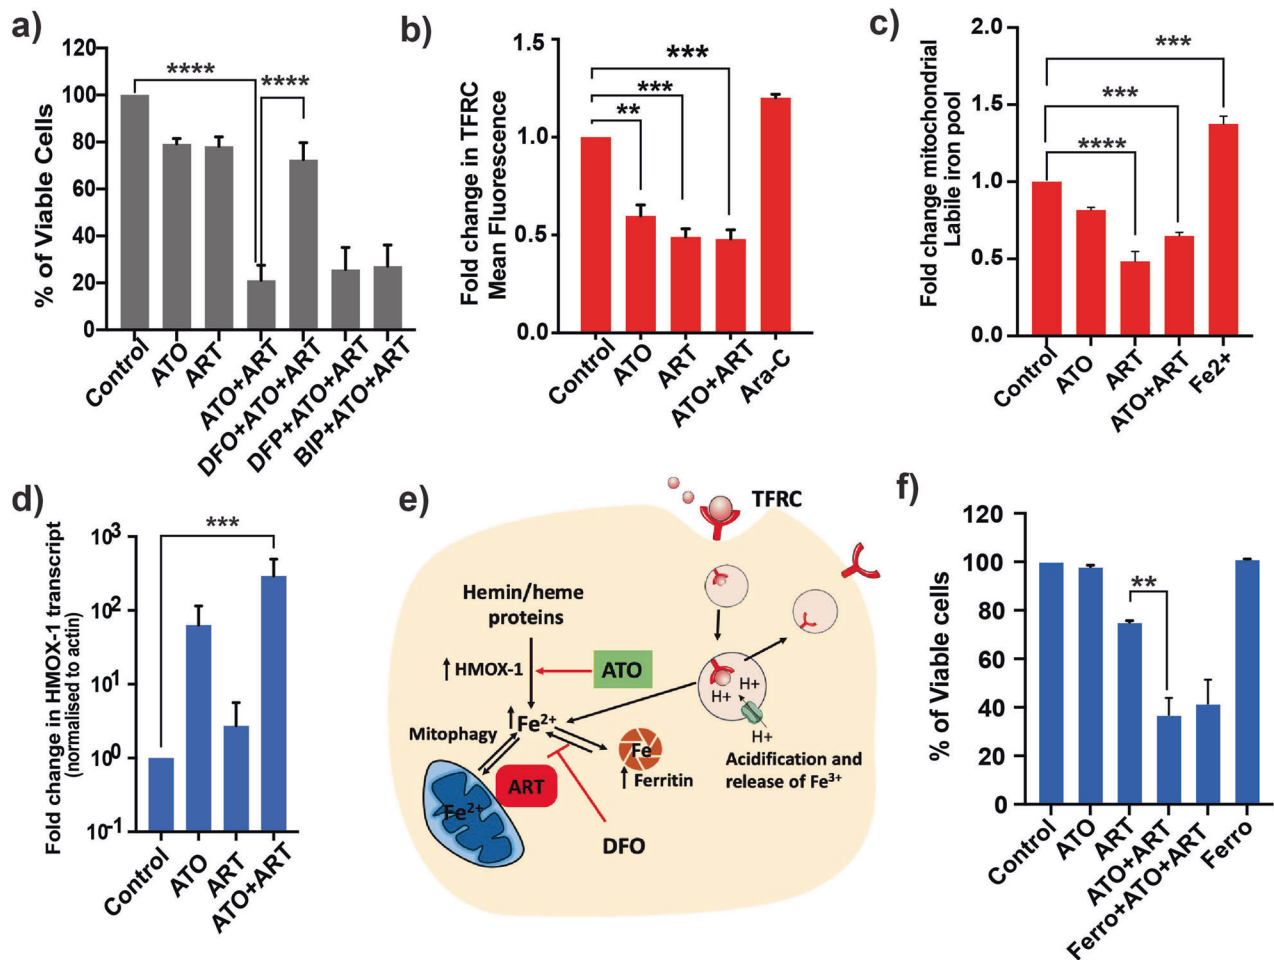 a)
% of Viable Cells
120
100
80
60
40
20
0
****
****
Control
ATO
ART
ATO+ART
DFO+ATO+ART
DFP+ATO+ART
BIP+ATO+ART
b)
Fold change in TFRC
Mean Fluorescence
1.5
1.0
0.5
0.0
***
***
**
Control
ATO
ART
ATO+ART
Ara-C
c)
Fold change mitochondrial
Labile iron pool
2.0
1.5
1.0
0.5
0.0
***
***
****
Control
ATO
ART
ATO+ART
Fe2+
d)
Fold change in HMOX-1 transcript
(normalised to actin)
10³
10²
10¹
10⁰
10⁻¹
***
Control
ATO
ART
ATO+ART
e)
TFRC
Hemin/heme
proteins
HMOX-1
ATO
H+
H+
H+
Fe²⁺
Mitophagy
Fe
Ferritin
Acidification and
release of Fe³⁺
ART
Fe²⁺
DFO
f)
% of Viable cells
120
100
80
60
40
20
0
**
Control
ATO
ART
ATO+ART
Ferro+ATO+ART
Ferro